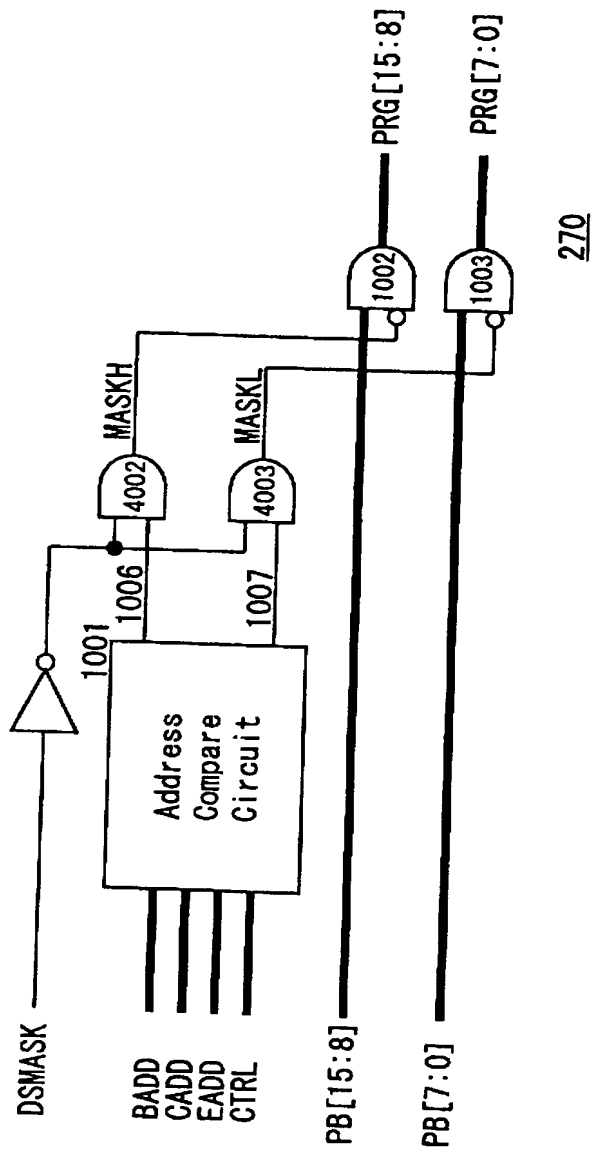 DSMASK
BADD
CADD
EADD
CTRL
1001
Address
Compare
Circuit
1006
1007
4002
4003
MASKH
MASKL
PB[15:8]
PB[7:0]
1002
1003
PRG[15:8]
PRG[7:0]
270